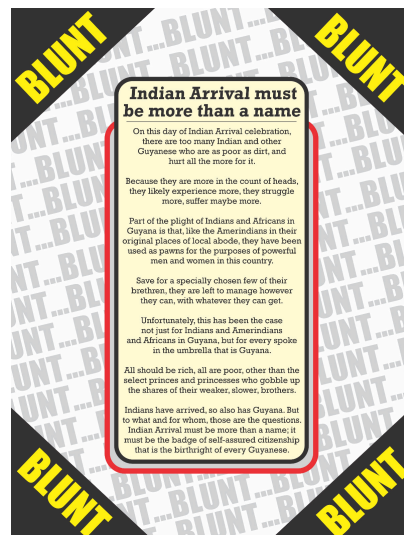 BLUNT
BLUNT
Indian Arrival must
be more than a name
On this day of Indian Arrival celebration,
there are too many Indian and other
Guyanese who are as poor as dirt, and
hurt all the more for it.
Because they are more in the count of heads,
they likely experience more, they struggle
more, suffer maybe more.
Part of the plight of Indians and Africans in
Guyana is that, like the Amerindians in their
original places of local abode, they have been
used as pawns for the purposes of powerful
men and women in this country.
Save for a specially chosen few of their
brethren, they are left to manage however
they can, with whatever they can get.
Unfortunately, this has been the case
not just for Indians and Amerindians
and Africans in Guyana, but for every spoke
in the umbrella that is Guyana.
All should be rich, all are poor, other than the
select princes and princesses who gobble up
the shares of their weaker, slower, brothers.
Indians have arrived, so also has Guyana. But
to what and for whom, those are the questions.
Indian Arrival must be more than a name; it
must be the badge of self-assured citizenship
that is the birthright of every Guyanese.
BLUNT
BLUNT